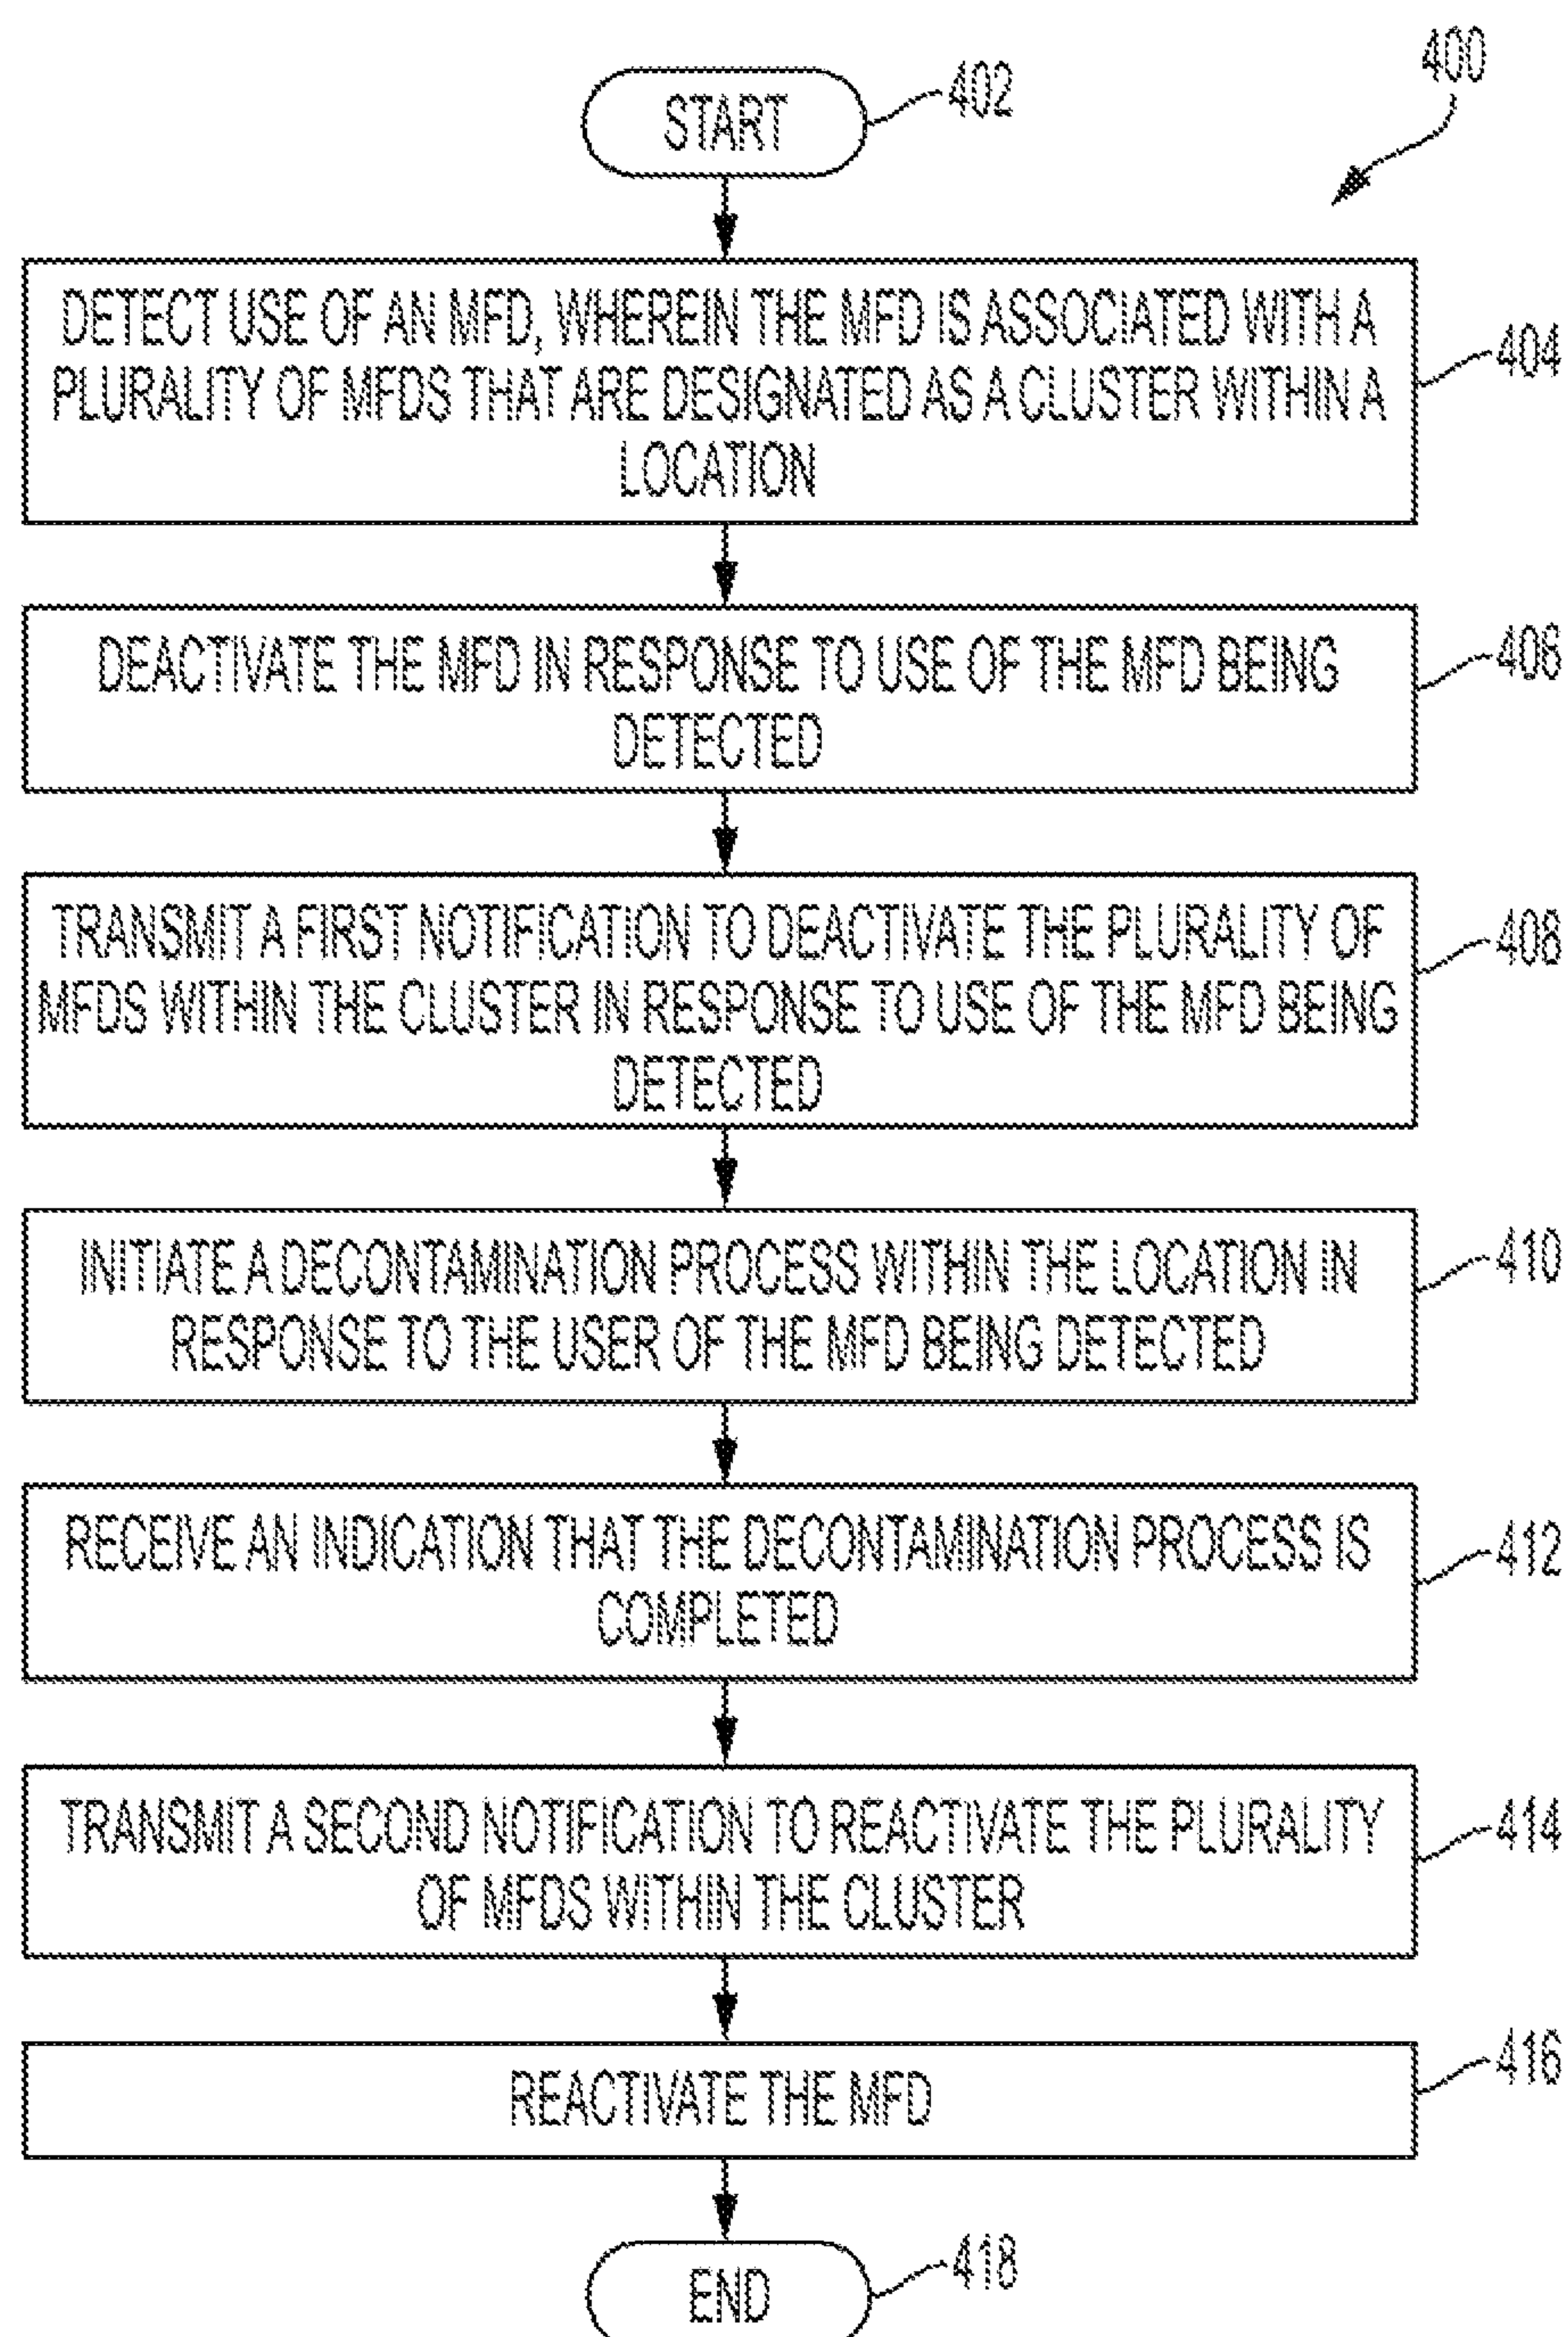 400
START
402
DETECT USE OF AN MFD, WHEREIN THE MFD IS ASSOCIATED WITH A
PLURALITY OF MFDS THAT ARE DESIGNATED AS A CLUSTER WITHIN A
LOCATION
404
DEACTIVATE THE MFD IN RESPONSE TO USE OF THE MFD BEING
DETECTED
406
TRANSMIT A FIRST NOTIFICATION TO DEACTIVATE THE PLURALITY OF
MFDS WITHIN THE CLUSTER IN RESPONSE TO USE OF THE MFD BEING
DETECTED
408
INITIATE A DECONTAMINATION PROCESS WITHIN THE LOCATION IN
RESPONSE TO THE USER OF THE MFD BEING DETECTED
410
RECEIVE AN INDICATION THAT THE DECONTAMINATION PROCESS IS
COMPLETED
412
TRANSMIT A SECOND NOTIFICATION TO REACTIVATE THE PLURALITY
OF MFDS WITHIN THE CLUSTER
414
REACTIVATE THE MFD
416
END
418